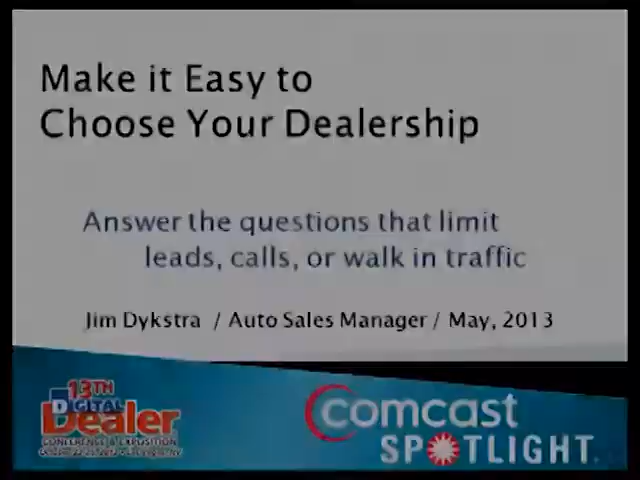 Make it Easy to
Choose Your Dealership
Answer the questions that limit
leads, calls, or walk in traffic
Jim Dykstra / Auto Sales Manager / May, 2013
13TH
DIGITAL
Dealer
CONFERENCE & EXPOSITION
comcast
SPOTLIGHT